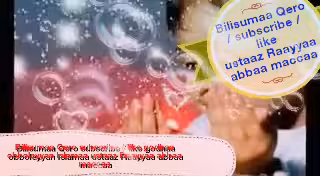 Bilisumaa Qero
/ subscribe /
like
ustaaz Raayyaa
abbaa maccaa
Bilisumaa Qero subscribe / like godhaa
obboleeyyan Islamaa ustaaz Raayyaa abbaa
maccaa